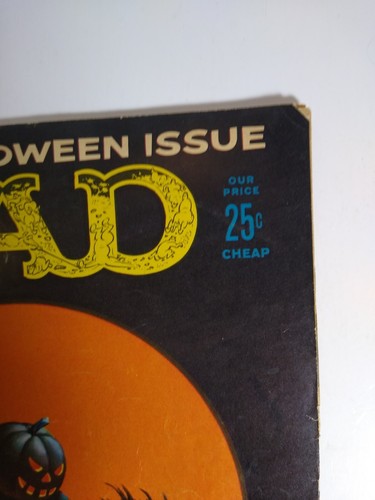 OWEEN ISSUE
AD
OUR
PRICE
25¢
CHEAP